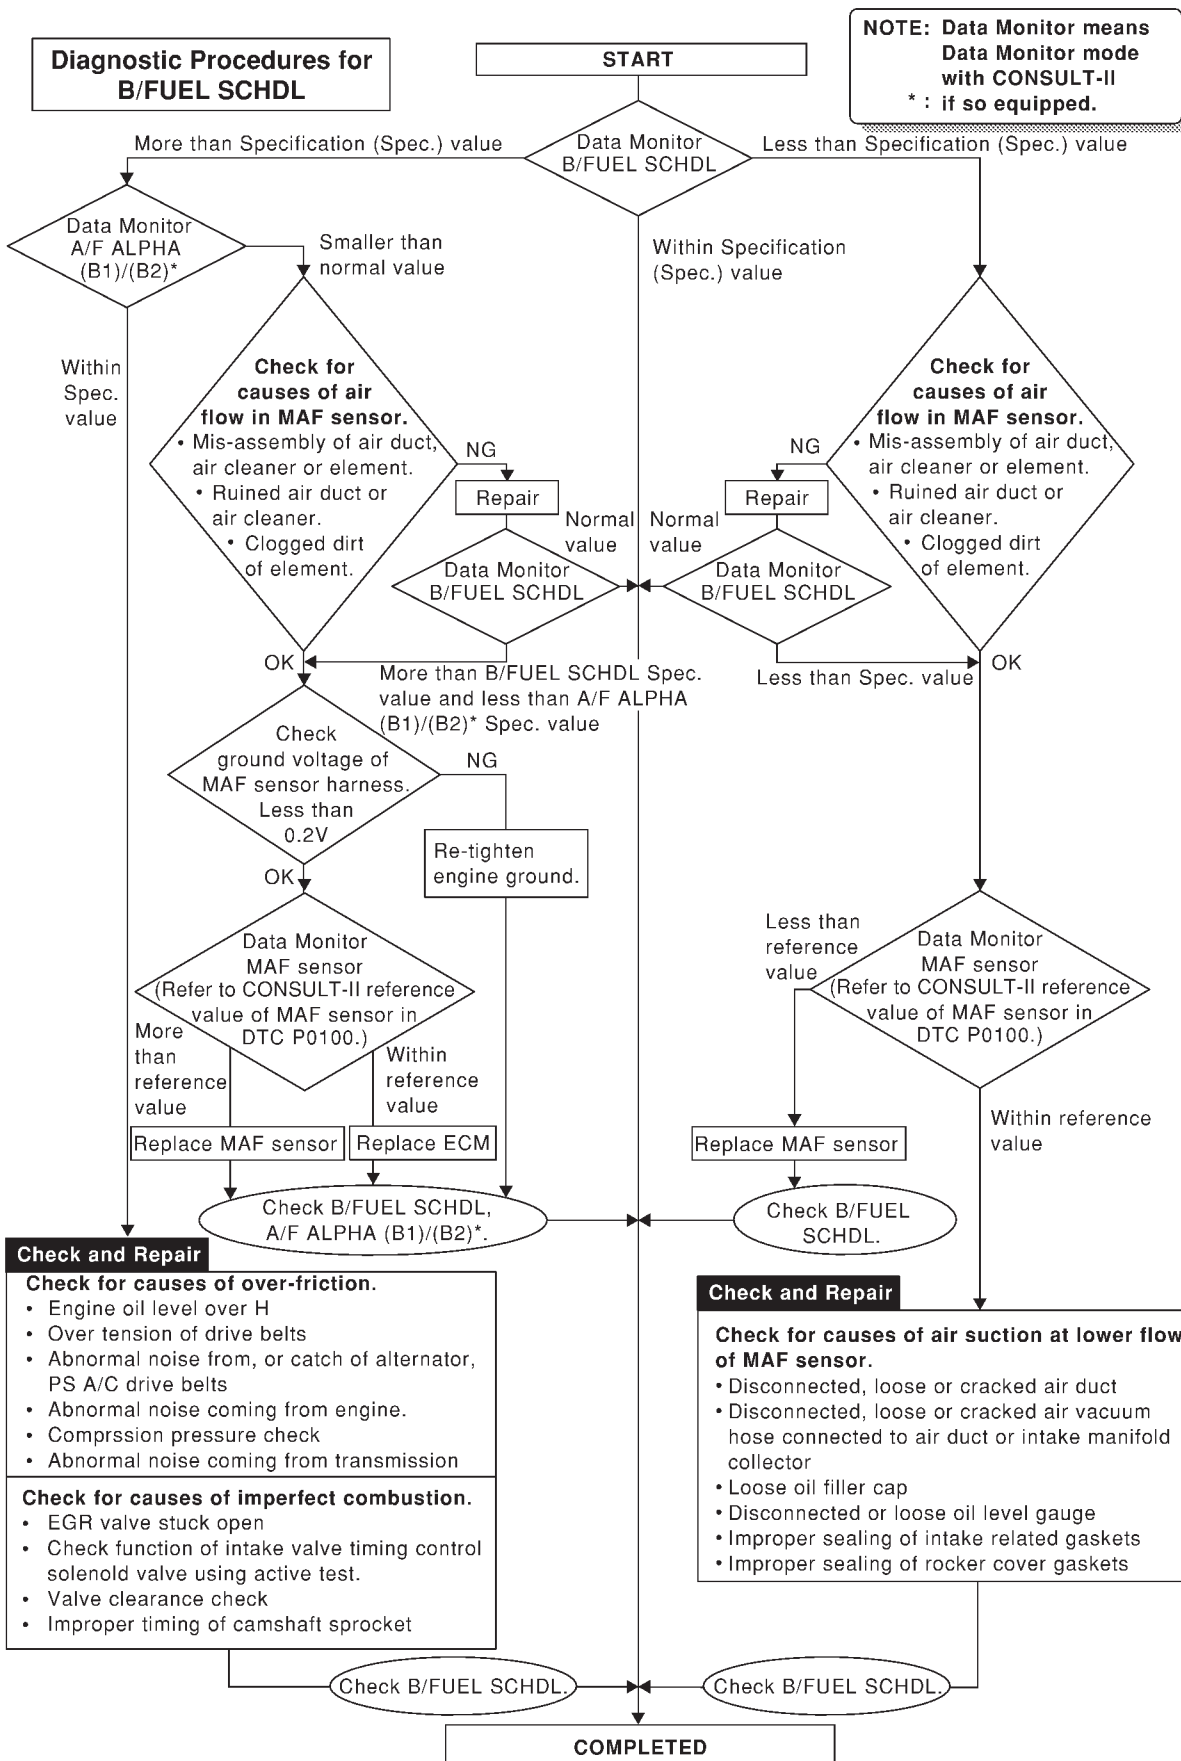 Diagnostic Procedures for
B/FUEL SCHDL
START
NOTE: Data Monitor means
Data Monitor mode
with CONSULT-II
* : if so equipped.
More than Specification (Spec.) value
Data Monitor
B/FUEL SCHDL
Less than Specification (Spec.) value
Data Monitor
A/F ALPHA
(B1)/(B2)*
Smaller than
normal value
Within Specification
(Spec.) value
Within
Spec.
value
Check for
causes of air
flow in MAF sensor.
• Mis-assembly of air duct,
air cleaner or element.
• Ruined air duct or
air cleaner.
• Clogged dirt
of element.
NG
Repair
Normal
value
Data Monitor
B/FUEL SCHDL
Normal
value
NG
Repair
Data Monitor
B/FUEL SCHDL
Check for
causes of air
flow in MAF sensor.
• Mis-assembly of air duct,
air cleaner or element.
• Ruined air duct or
air cleaner.
• Clogged dirt
of element.
OK
More than B/FUEL SCHDL Spec.
value and less than A/F ALPHA
(B1)/(B2)* Spec. value
Less than Spec. value
OK
Check
ground voltage of
MAF sensor harness.
Less than
0.2V
NG
Re-tighten
engine ground.
OK
Data Monitor
MAF sensor
(Refer to CONSULT-II reference
value of MAF sensor in
DTC P0100.)
Less than
reference
value
Data Monitor
MAF sensor
(Refer to CONSULT-II reference
value of MAF sensor in
DTC P0100.)
More
than
reference
value
Within
reference
value
Within reference
value
Replace MAF sensor
Replace ECM
Replace MAF sensor
Check B/FUEL SCHDL,
A/F ALPHA (B1)/(B2)*.
Check B/FUEL
SCHDL.
Check and Repair
Check for causes of over-friction.
• Engine oil level over H
• Over tension of drive belts
• Abnormal noise from, or catch of alternator,
PS A/C drive belts
• Abnormal noise coming from engine.
• Comprssion pressure check
• Abnormal noise coming from transmission
Check for causes of imperfect combustion.
• EGR valve stuck open
• Check function of intake valve timing control
solenold valve using active test.
• Valve clearance check
• Improper timing of camshaft sprocket
Check and Repair
Check for causes of air suction at lower flow
of MAF sensor.
• Disconnected, loose or cracked air duct
• Disconnected, loose or cracked air vacuum
hose connected to air duct or intake manifold
collector
• Loose oil filler cap
• Disconnected or loose oil level gauge
• Improper sealing of intake related gaskets
• Improper sealing of rocker cover gaskets
Check B/FUEL SCHDL.
Check B/FUEL SCHDL.
COMPLETED